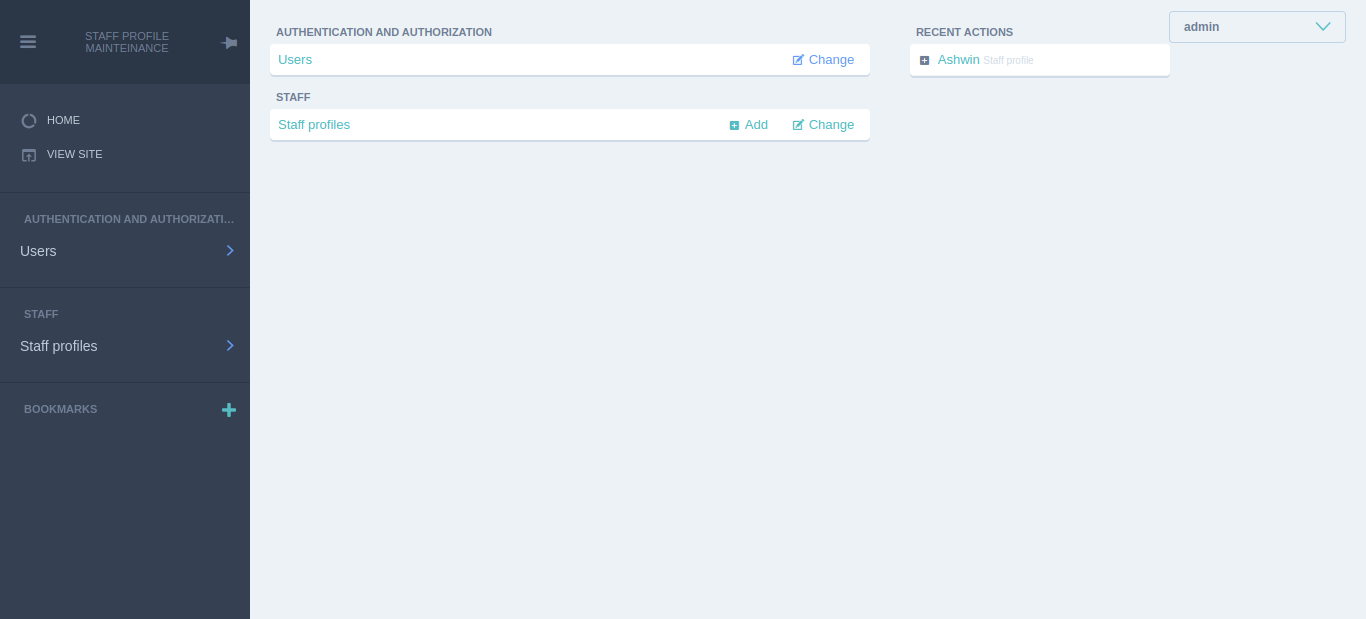 STAFF PROFILE
MAINTEINANCE
HOME
VIEW SITE
AUTHENTICATION AND AUTHORIZATI...
Users
STAFF
Staff profiles
BOOKMARKS
AUTHENTICATION AND AUTHORIZATION
Users Change
STAFF
Staff profiles Add Change
RECENT ACTIONS
Ashwin Staff profile
admin